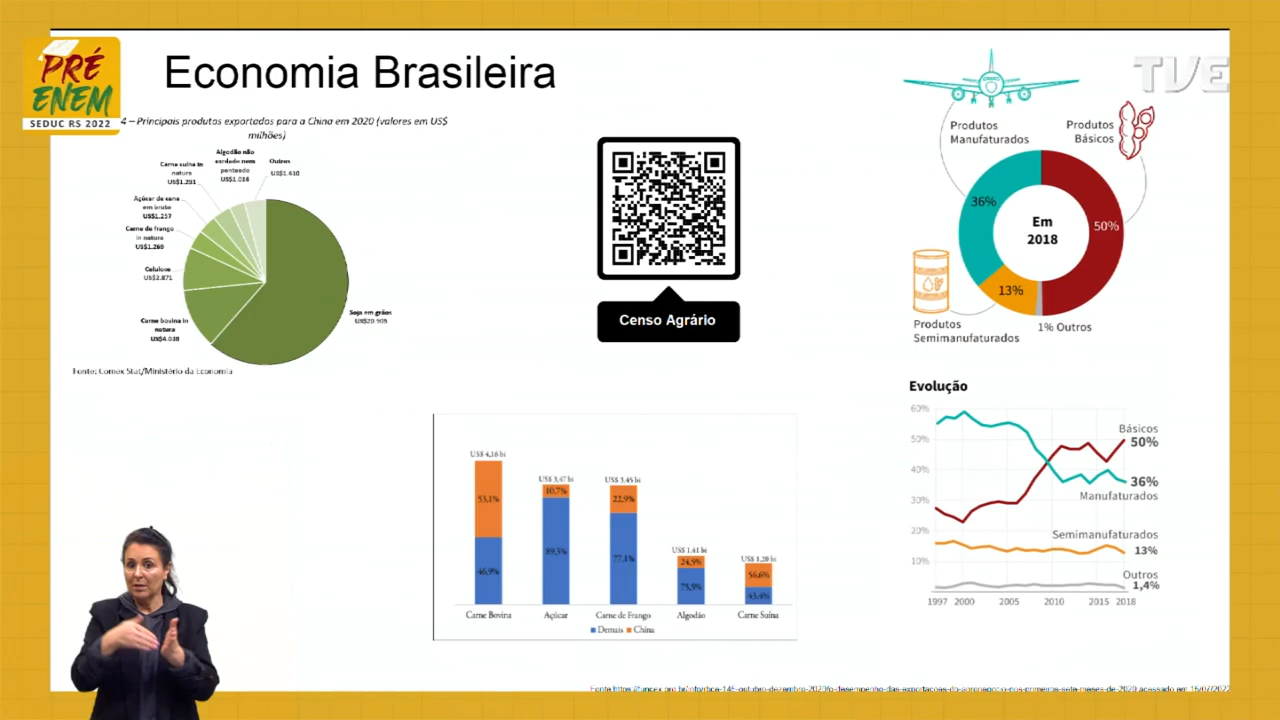 PRÉ
ENEM
SEDUC RS 2022
Economia Brasileira
TVE
4 – Principais produtos exportados para a China em 2020 (valores em US$
milhões)
Algodão não
cardado nem
penteado
US$1.018
Outros
US$1.410
Carne suína in
natura
US$1.291
Açúcar de cana
em bruto
US$1.257
Carne de frango
in natura
US$1.269
Celulose
US$2.871
Carne bovina in
natura
US$4.038
Soja em grãos
Fonte: Comex Stat/Ministério da Economia
Censo Agrário
Produtos
Manufaturados
Produtos
Básicos
36%
Em
2018
50%
13%
Produtos
Semimanufaturados
1% Outros
Evolução
60%
50%
40%
30%
20%
10%
Básicos
50%
36%
Manufaturados
Semimanufaturados
13%
Outros
1,4%
1997 2000 2005 2010 2015 2018
US$ 4,16 bi
53,1%
46,9%
US$ 3,47 bi
10,7%
89,3%
US$ 3,45 bi
22,9%
77,1%
US$ 1,41 bi
24,5%
75,5%
US$ 1,20 bi
56,6%
43,4%
Carne Bovina Açúcar Carne de Frango Algodão Carne Suína
Demais China